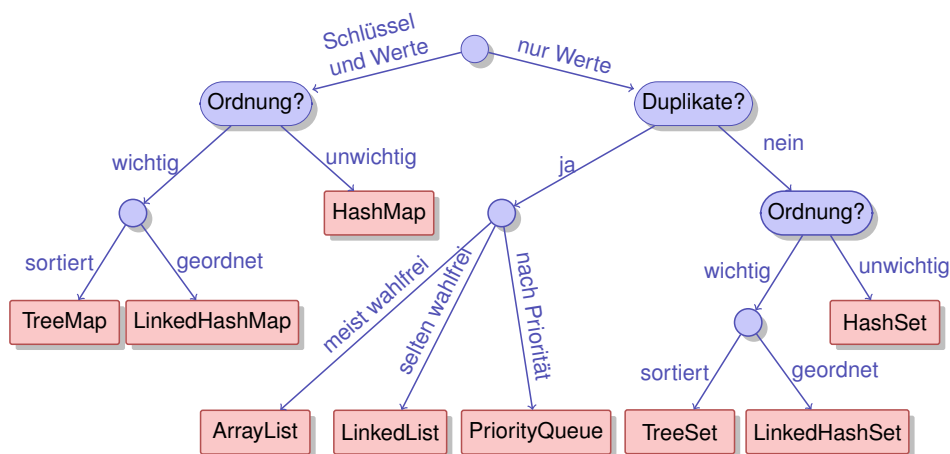 Schlüssel
und Werte
nur Werte
Ordnung?
Duplikate?
wichtig
unwichtig
ja
nein
HashMap
Ordnung?
sortiert
geordnet
meist wahlfrei
selten wahlfrei
nach Priorität
wichtig
unwichtig
TreeMap
LinkedHashMap
HashSet
sortiert
geordnet
ArrayList
LinkedList
PriorityQueue
TreeSet
LinkedHashSet